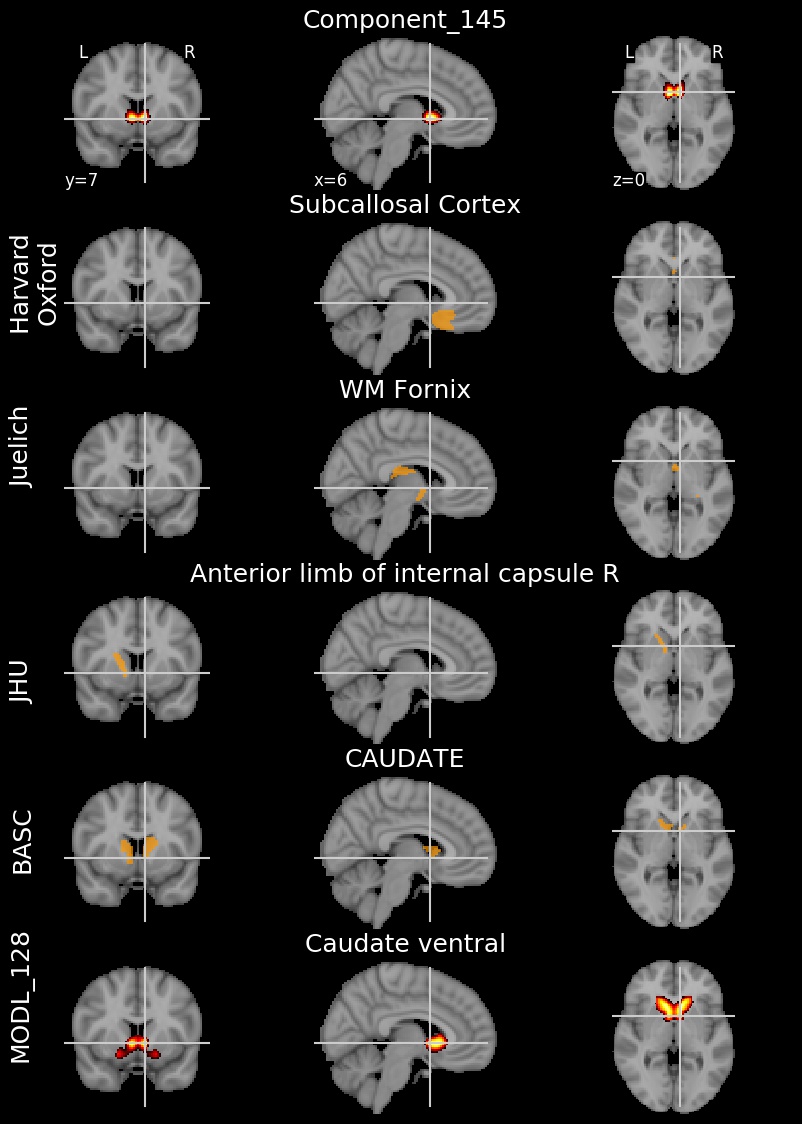 Component_145
L R
L R
y=7
x=6
z=0
Subcallosal Cortex
Harvard
Oxford
WM Fornix
Juelich
Anterior limb of internal capsule R
JHU
CAUDATE
BASC
Caudate ventral
MODL_128